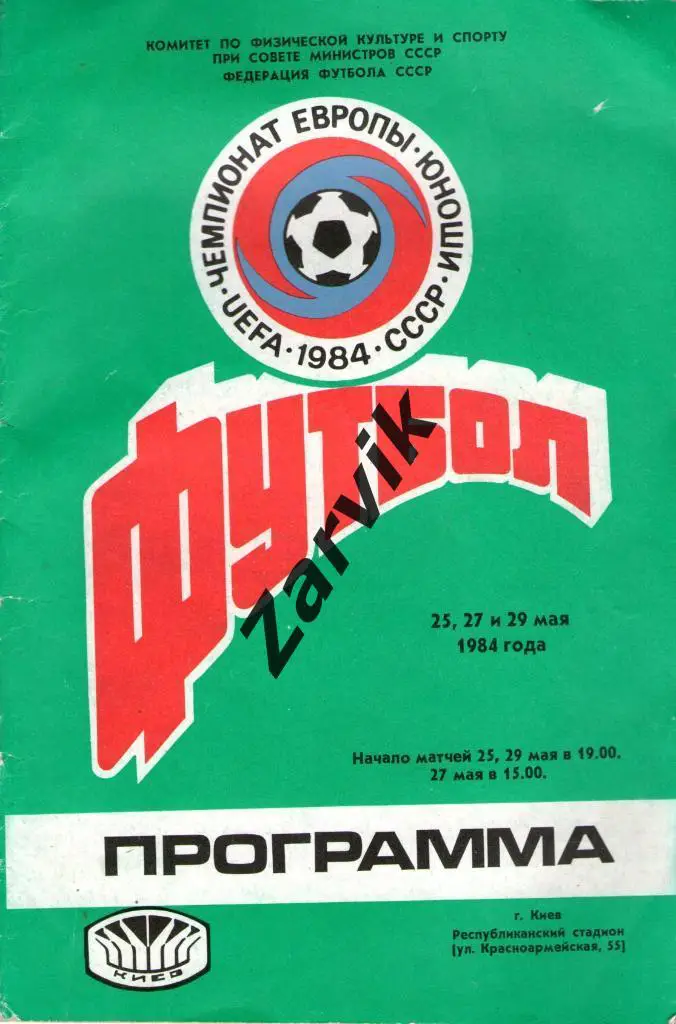 КОМИТЕТ ПО ФИЗИЧЕСКОЙ КУЛЬТУРЕ И СПОРТУ
ПРИ СОВЕТЕ МИНИСТРОВ СССР
ФЕДЕРАЦИЯ ФУТБОЛА СССР
ЧЕМПИОНАТ ЕВРОПЫ · ЮНОШИ · СССР · 1984 · UEFA ·
ФУТБОЛ
Zarvik
25, 27 и 29 мая
1984 года
Начало матчей 25, 29 мая в 19.00.
27 мая в 15.00.
ПРОГРАММА
КИЕВ
г. Киев
Республиканский стадион
(ул. Красноармейская, 55)